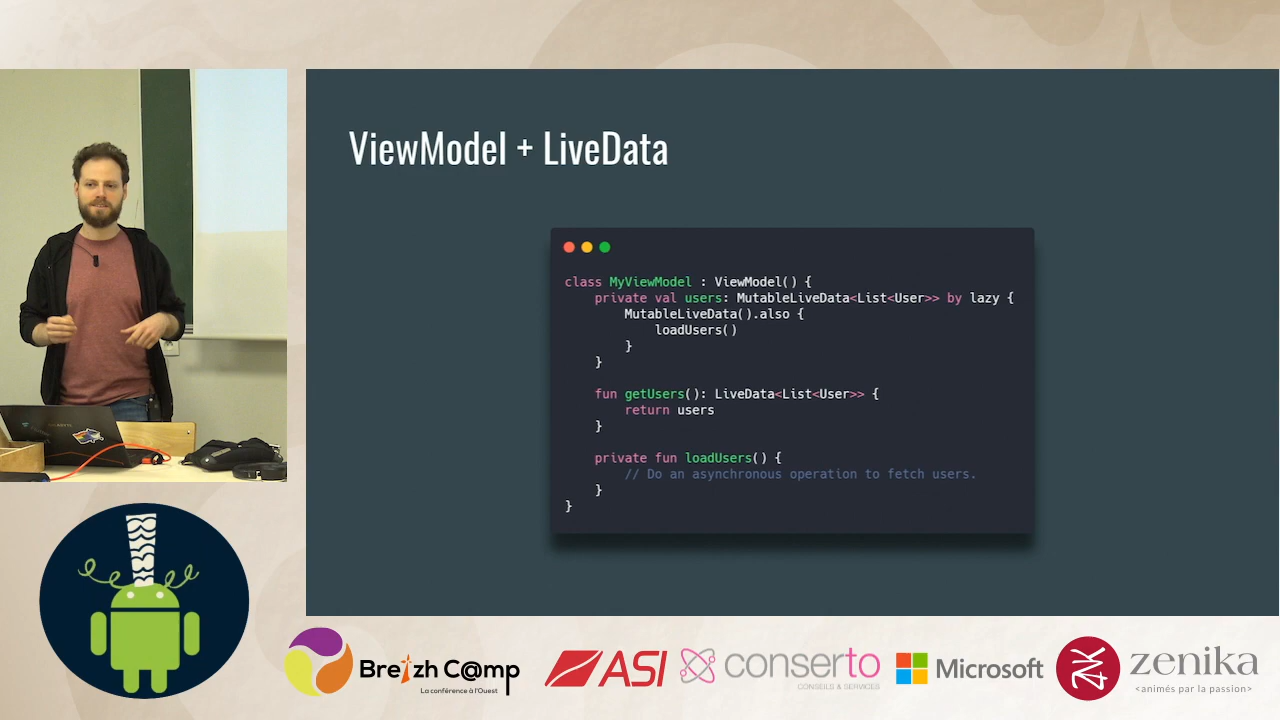 ViewModel + LiveData
class MyViewModel : ViewModel() {
    private val users: MutableLiveData<List<User>> by lazy {
        MutableLiveData().also {
            loadUsers()
        }
    }
    fun getUsers(): LiveData<List<User>> {
        return users
    }
    private fun loadUsers() {
        // Do an asynchronous operation to fetch users.
    }
}
Breizh C@mp
La conférence à l'Ouest
ASI
conserto
CONSEILS & SERVICES
Microsoft
zenika
<animés par la passion>